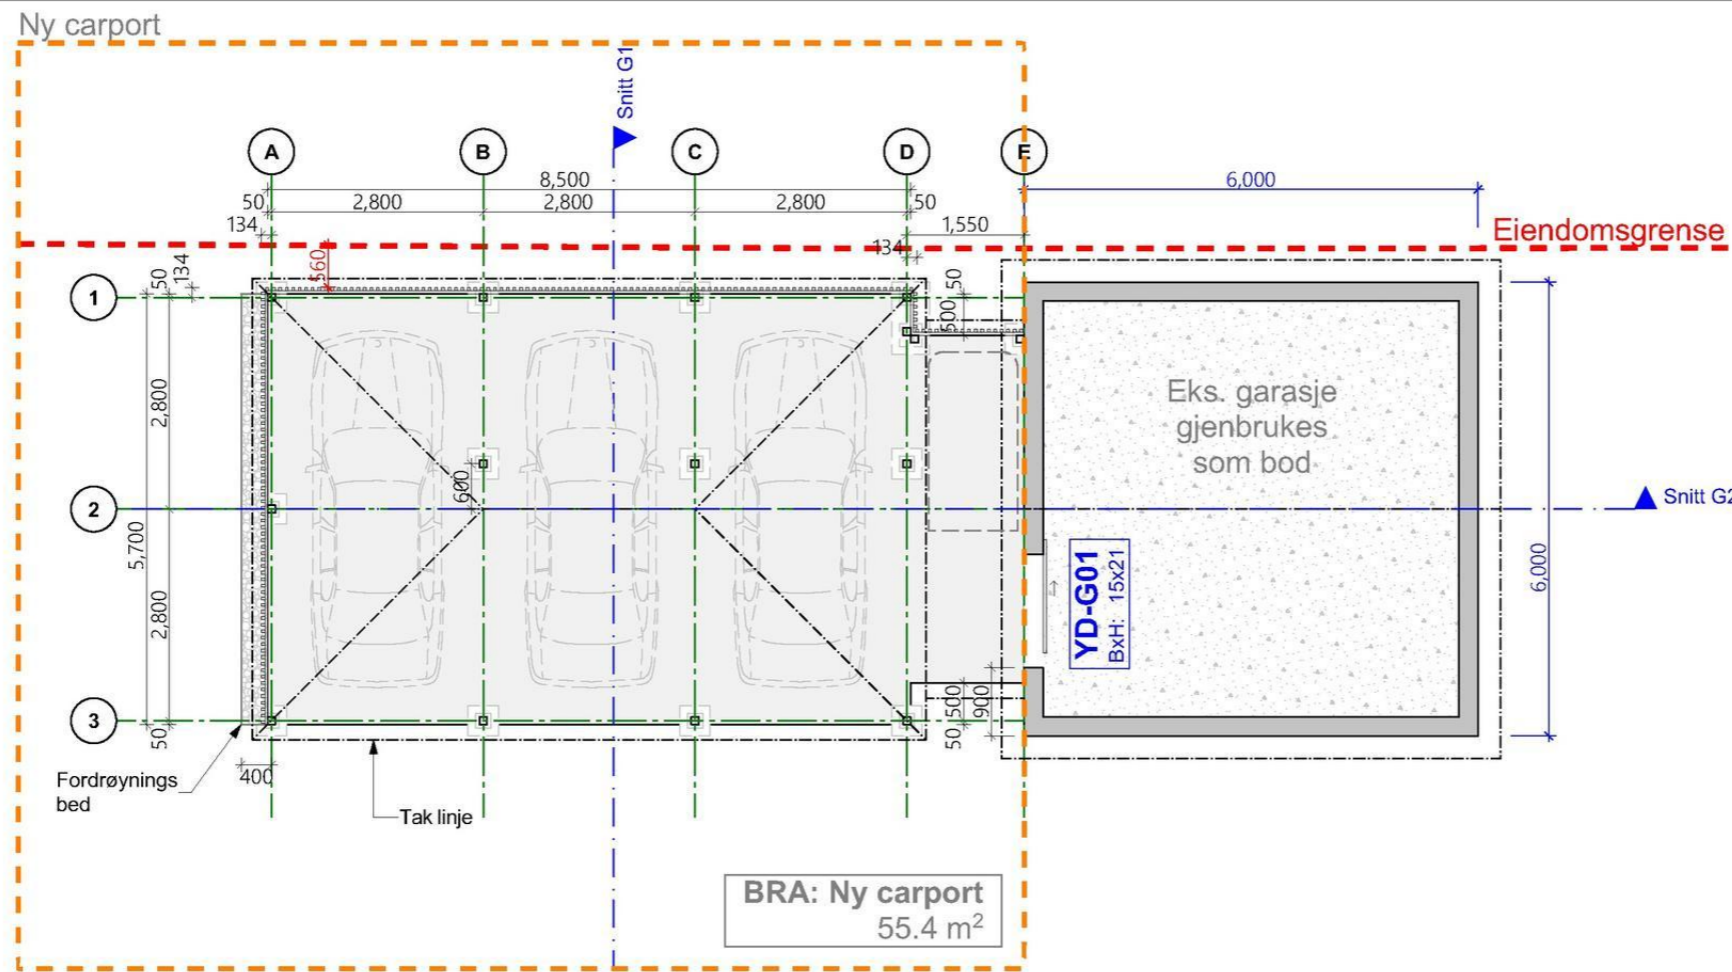 Ny carport
Snitt G1
A
B
C
D
E
8,500
6,000
50
2,800
2,800
2,800
50
134
1,550
Eiendomsgrense
134
560
50
134
50
1
500
2,800
600
Eks. garasje
gjenbrukes
som bod
2
Snitt G2
5,700
2,800
YD-G01
BxH: 15x21
6,000
3
50
50
500
900
400
Fordrøynings
bed
Tak linje
BRA: Ny carport
55.4 m²